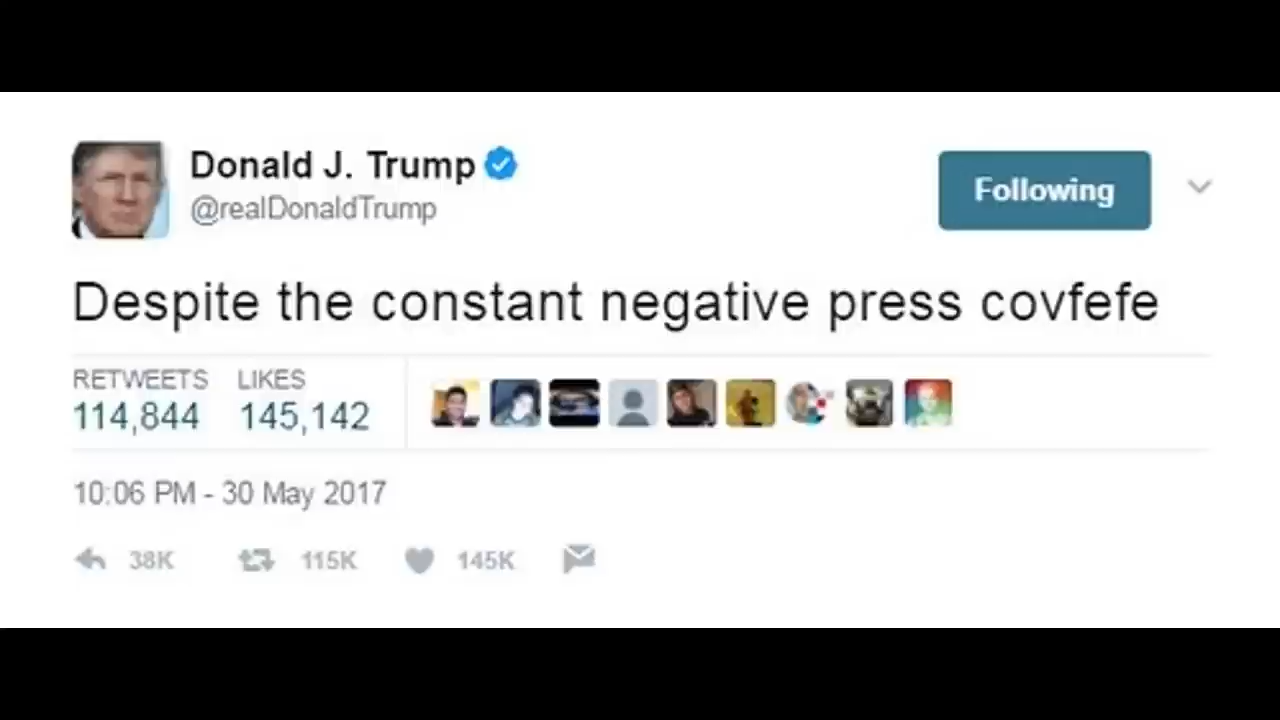 Donald J. Trump
@realDonaldTrump
Following
Despite the constant negative press covfefe
RETWEETS LIKES
114,844 145,142
10:06 PM - 30 May 2017
38K 115K 145K